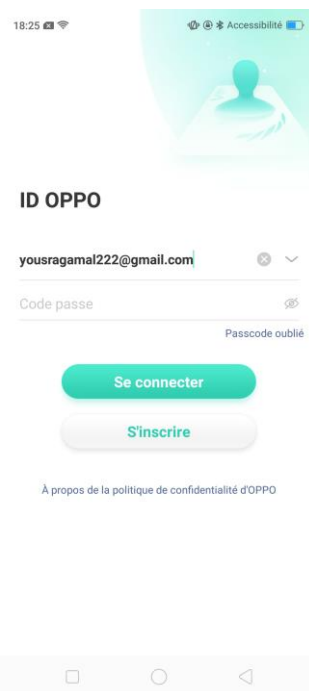 18:25 Accessibilité
ID OPPO
yousragamal222@gmail.com
Code passe
Passcode oublié
Se connecter
S'inscrire
À propos de la politique de confidentialité d'OPPO